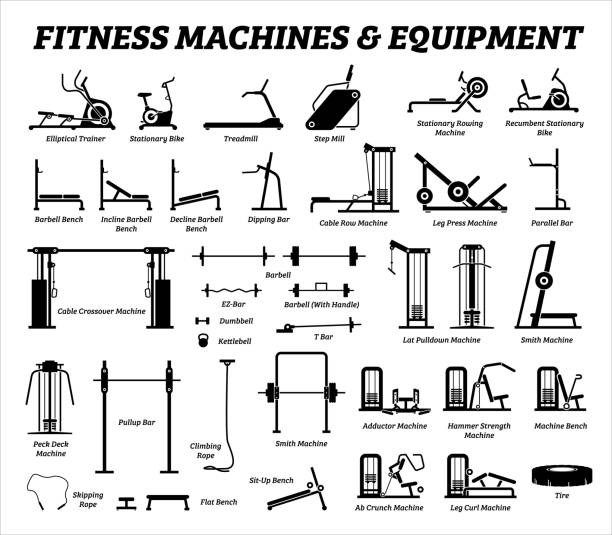 FITNESS MACHINES & EQUIPMENT
Elliptical Trainer
Stationary Bike
Treadmill
Step Mill
Stationary Rowing
Machine
Recumbent Stationary
Bike
Barbell Bench
Incline Barbell
Bench
Decline Barbell
Bench
Dipping Bar
Cable Row Machine
Leg Press Machine
Parallel Bar
Cable Crossover Machine
Barbell
EZ-Bar
Barbell (With Handle)
Dumbbell
Kettlebell
T Bar
Lat Pulldown Machine
Smith Machine
Peck Deck
Machine
Pullup Bar
Climbing
Rope
Smith Machine
Adductor Machine
Hammer Strength
Machine
Machine Bench
Skipping
Rope
Flat Bench
Sit-Up Bench
Ab Crunch Machine
Leg Curl Machine
Tire